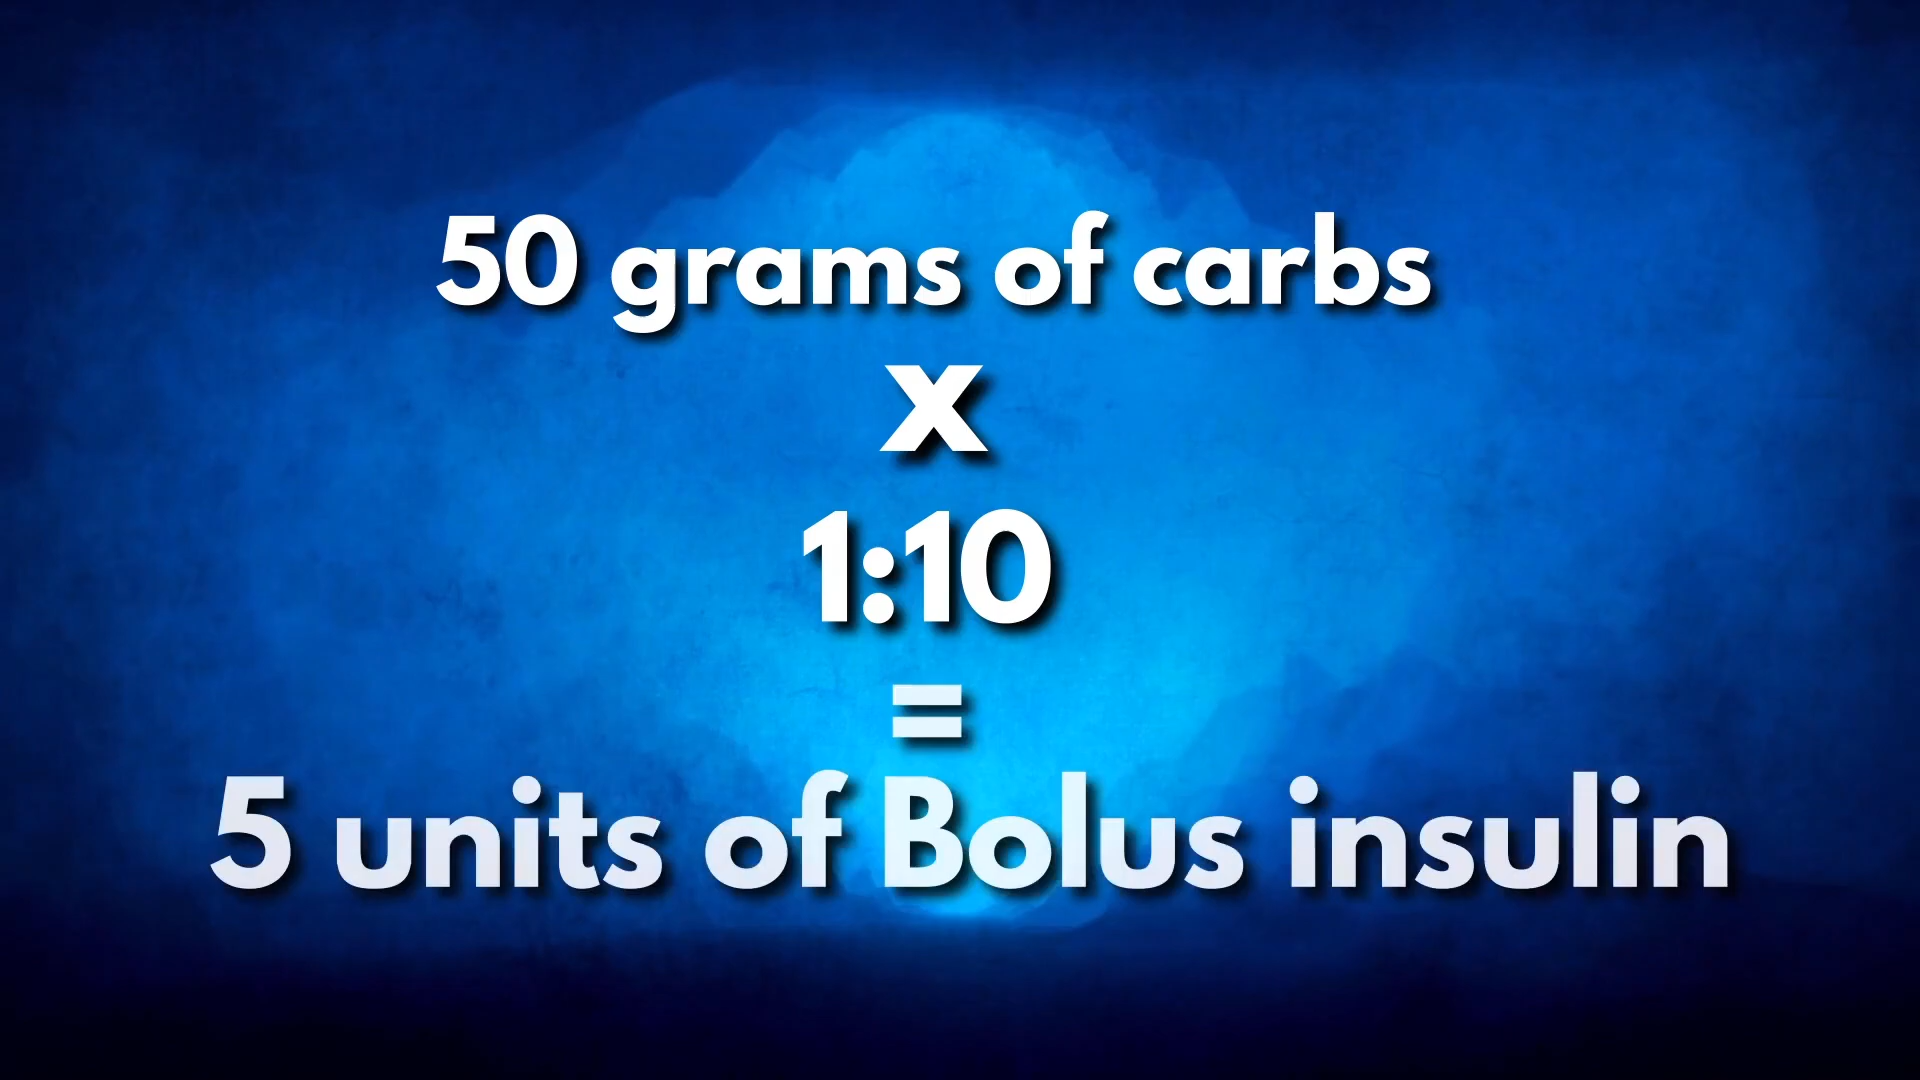 50 grams of carbs
x
1:10
=
5 units of Bolus insulin